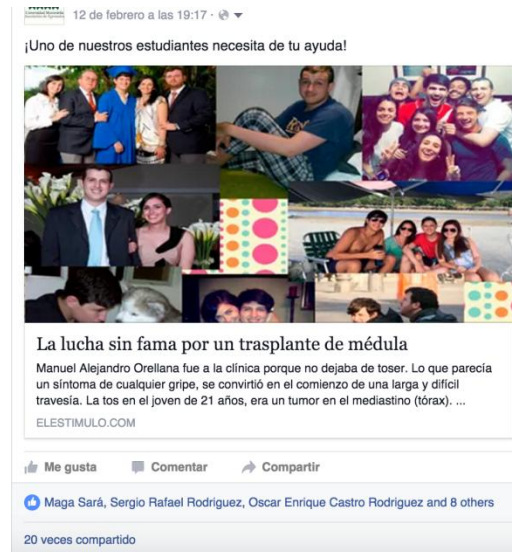 12 de febrero a las 19:17 ·
¡Uno de nuestros estudiantes necesita de tu ayuda!
La lucha sin fama por un trasplante de médula
Manuel Alejandro Orellana fue a la clínica porque no dejaba de toser. Lo que parecía
un síntoma de cualquier gripe, se convirtió en el comienzo de una larga y difícil
travesía. La tos en el joven de 21 años, era un tumor en el mediastino (tórax). ...
ELESTIMULO.COM
Me gusta Comentar Compartir
Maga Sará, Sergio Rafael Rodriguez, Oscar Enrique Castro Rodriguez and 8 others
20 veces compartido